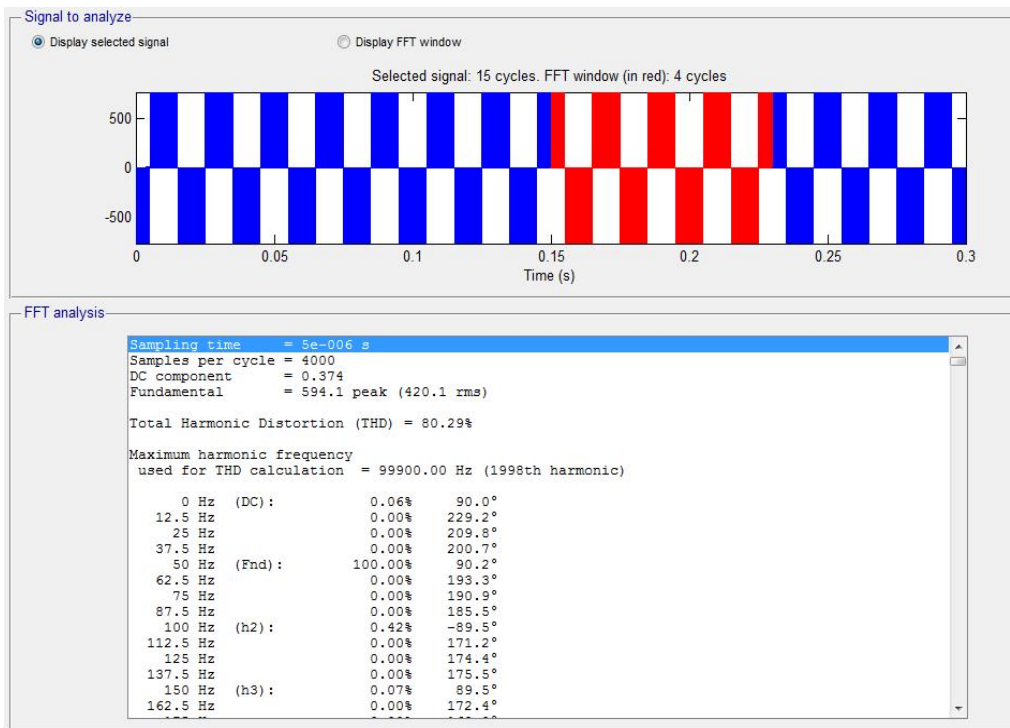 Signal to analyze
Display selected signal
Display FFT window
Selected signal: 15 cycles. FFT window (in red): 4 cycles
500
0
-500
0 0.05 0.1 0.15 0.2 0.25 0.3
Time (s)
FFT analysis
Sampling time = 5e-006 s
Samples per cycle = 4000
DC component = 0.374
Fundamental = 594.1 peak (420.1 rms)
Total Harmonic Distortion (THD) = 80.29%
Maximum harmonic frequency
used for THD calculation = 99900.00 Hz (1998th harmonic)
0 Hz (DC): 0.06% 90.0°
12.5 Hz 0.00% 229.2°
25 Hz 0.00% 209.8°
37.5 Hz 0.00% 200.7°
50 Hz (Fnd): 100.00% 90.2°
62.5 Hz 0.00% 193.3°
75 Hz 0.00% 190.9°
87.5 Hz 0.00% 185.5°
100 Hz (h2): 0.42% -89.5°
112.5 Hz 0.00% 171.2°
125 Hz 0.00% 174.4°
137.5 Hz 0.00% 175.5°
150 Hz (h3): 0.07% 89.5°
162.5 Hz 0.00% 172.4°